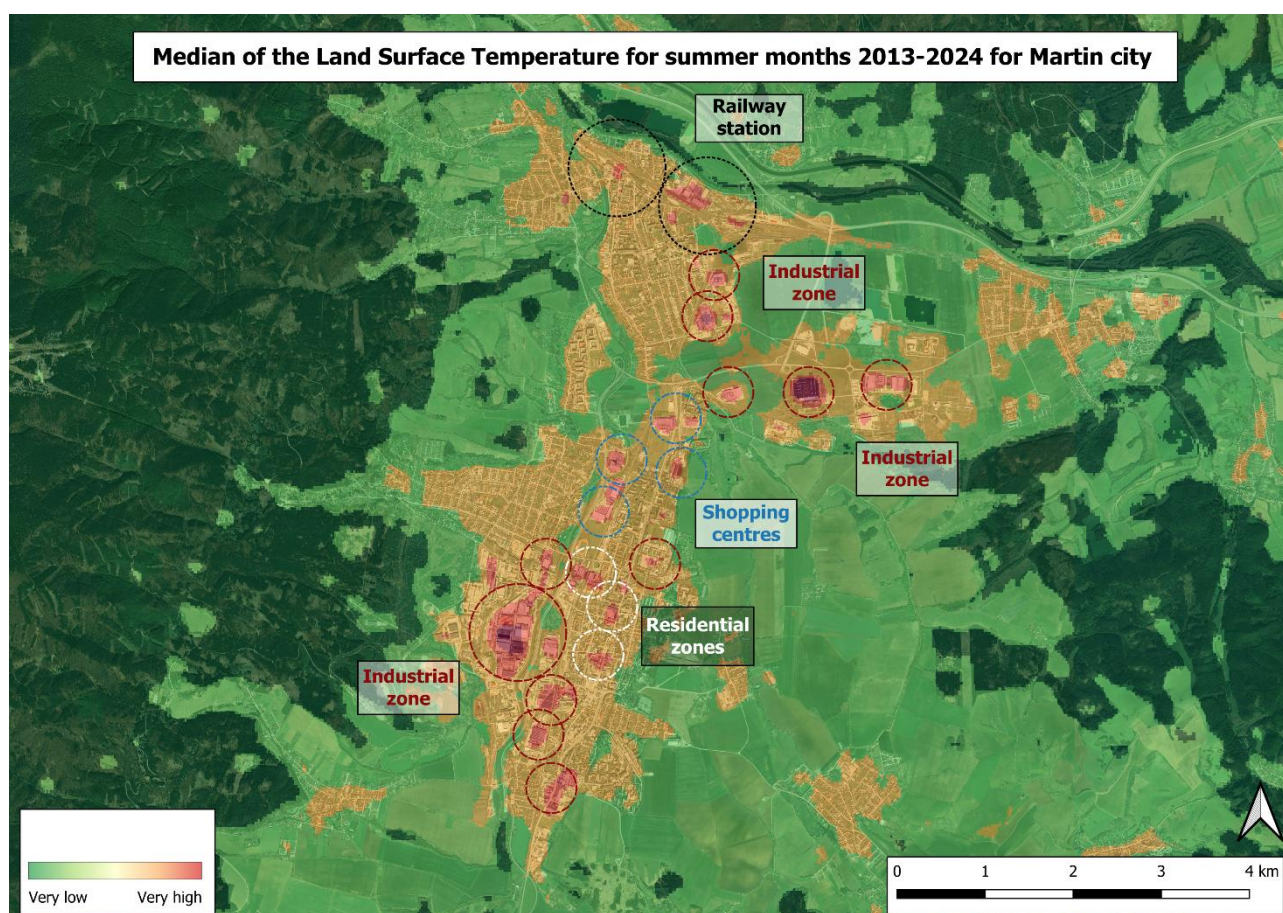 Median of the Land Surface Temperature for summer months 2013-2024 for Martin city
Railway
station
Industrial
zone
Industrial
zone
Shopping
centres
Residential
zones
Industrial
zone
Very low Very high
0 1 2 3 4 km